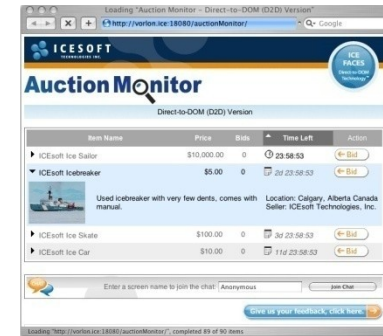 Loading "Auction Monitor – Direct-to-DOM (D2D) Version"
http://vorlon.ice:18080/auctionMonitor/
Google
ICESOFT
TECHNOLOGIES INC.
ICE
FACES
Direct-to-DOM
Technology
Auction Monitor
Direct-to-DOM (D2D) Version
Item Name Price Bids Time Left Action
ICEsoft Ice Sailor $10,000.00 0 23:58:53 Bid
ICEsoft Icebreaker $5.00 0 2d 23:58:53 Bid
Used icebreaker with very few dents, comes with Location: Calgary, Alberta Canada
manual. Seller: ICEsoft Technologies, Inc.
ICEsoft Ice Skate $100.00 0 3d 23:58:53 Bid
ICEsoft Ice Car $10.00 0 11d 23:58:53 Bid
Enter a screen name to join the chat: Anonymous Join Chat
Give us your feedback, click here.
Loading "http://vorlon.ice:18080/auctionMonitor/", completed 89 of 90 items